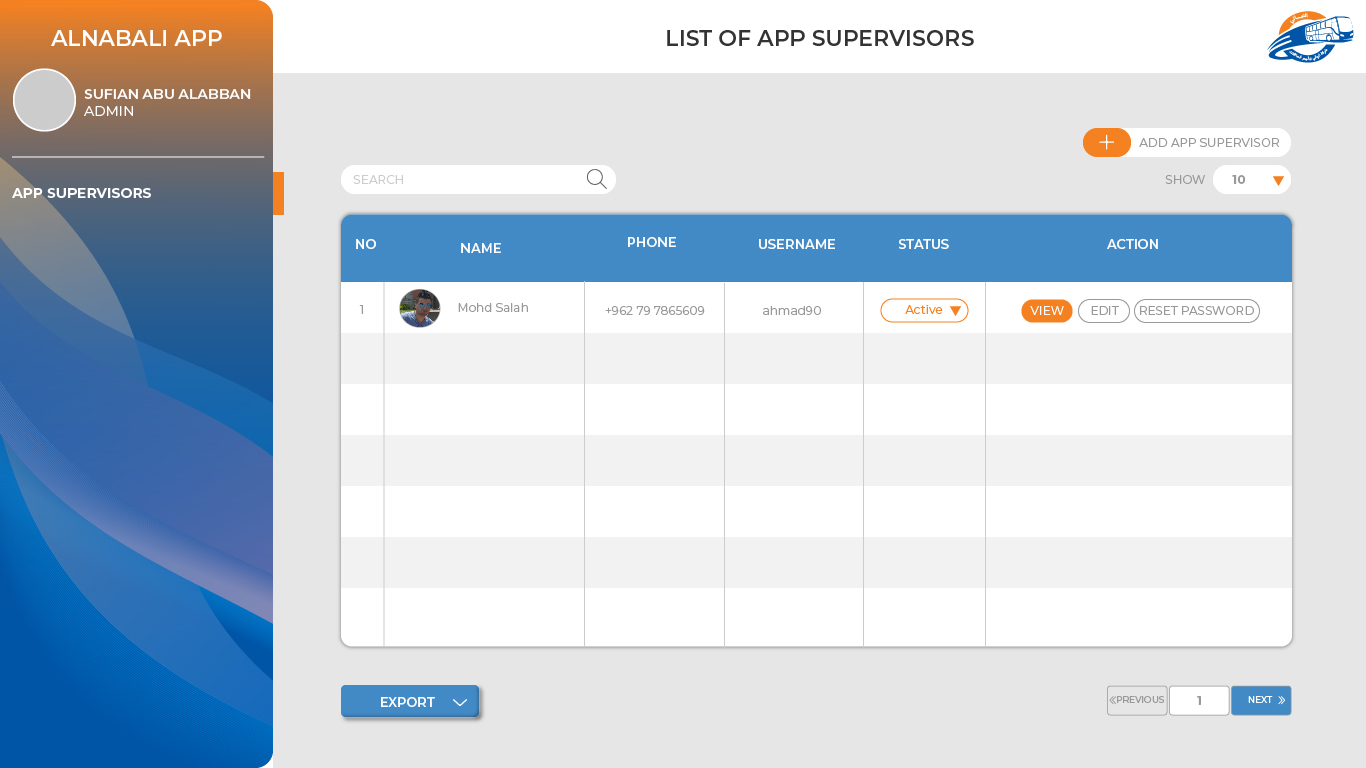 ALNABALI APP
SUFIAN ABU ALABBAN
ADMIN
APP SUPERVISORS
LIST OF APP SUPERVISORS
ADD APP SUPERVISOR
SEARCH
SHOW 10
NO NAME PHONE USERNAME STATUS ACTION
1 Mohd Salah +962 79 7865609 ahmad90 Active VIEW EDIT RESET PASSWORD
EXPORT
PREVIOUS 1 NEXT